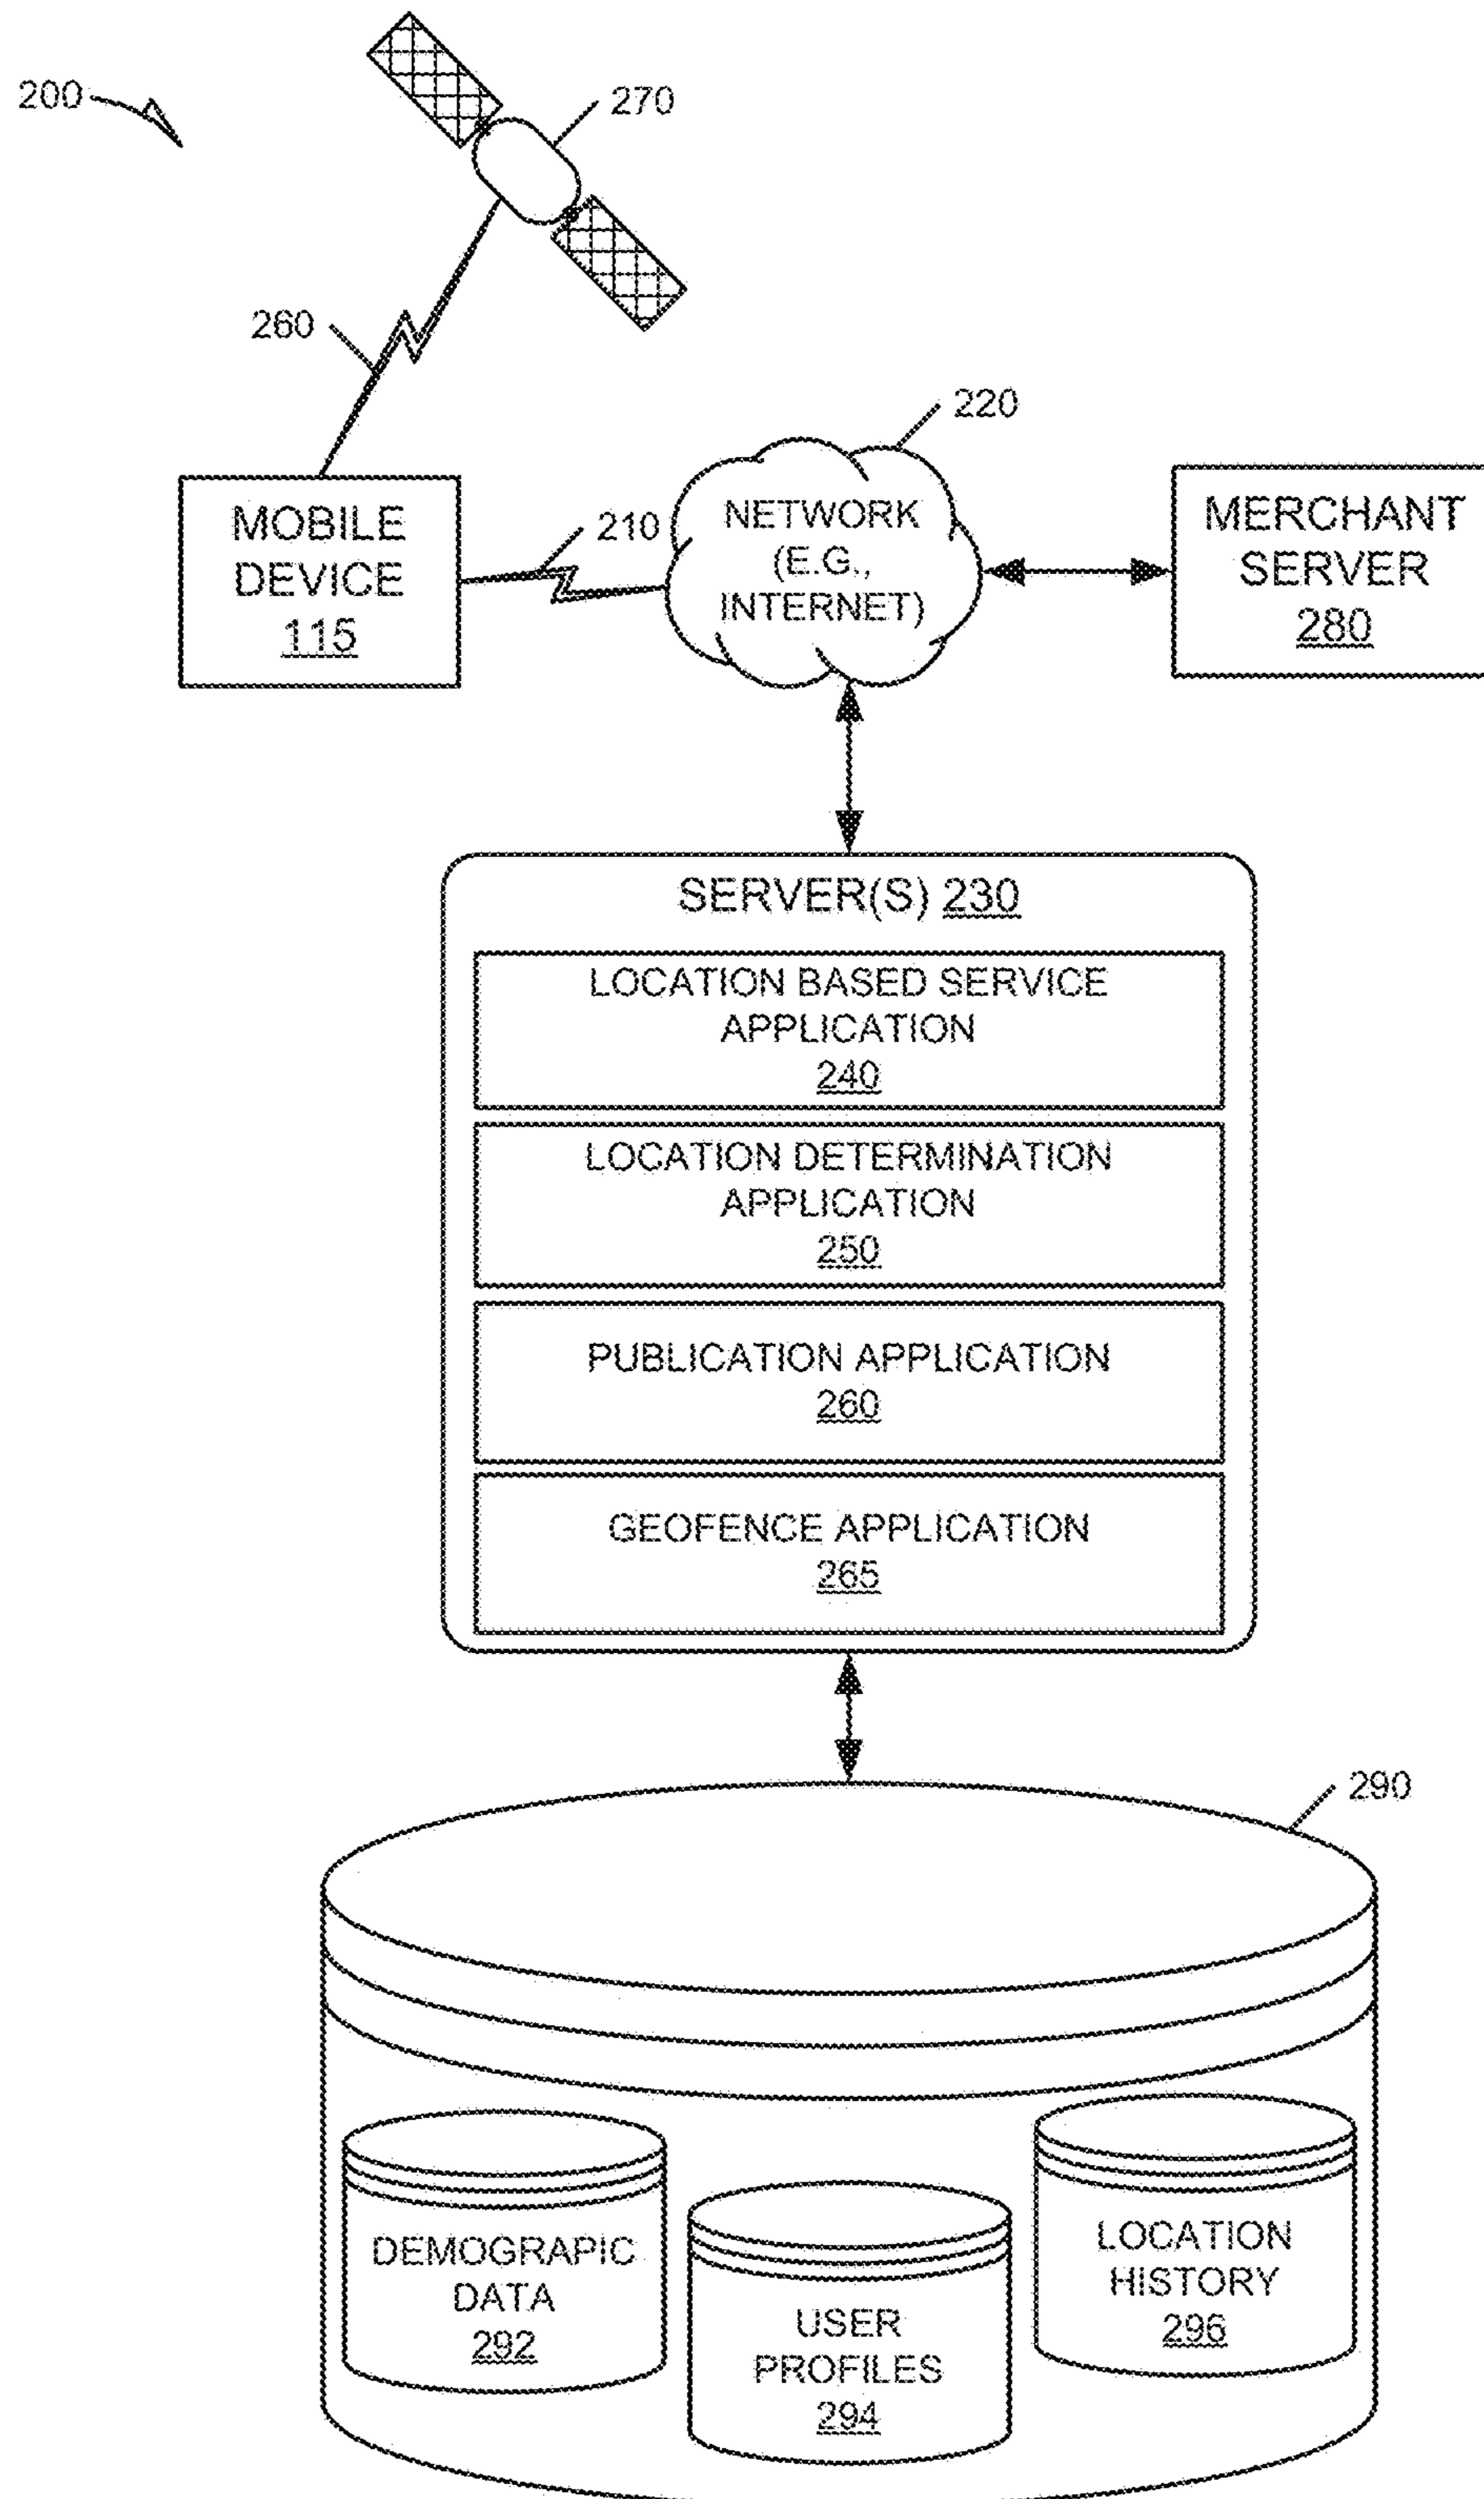 200
270
260
220
MOBILE
DEVICE
115
210
NETWORK
(E.G.,
INTERNET)
MERCHANT
SERVER
280
SERVER(S) 230
LOCATION BASED SERVICE
APPLICATION
240
LOCATION DETERMINATION
APPLICATION
250
PUBLICATION APPLICATION
260
GEOFENCE APPLICATION
265
290
DEMOGRAPIC
DATA
292
USER
PROFILES
294
LOCATION
HISTORY
296